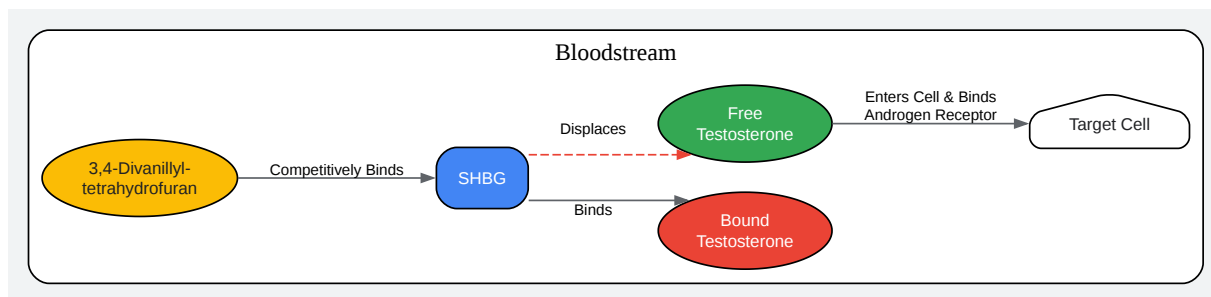 Bloodstream
3,4-Divanillyl-
tetrahydrofuran
Competitively Binds
SHBG
Displaces
Binds
Free
Testosterone
Bound
Testosterone
Enters Cell & Binds
Androgen Receptor
Target Cell